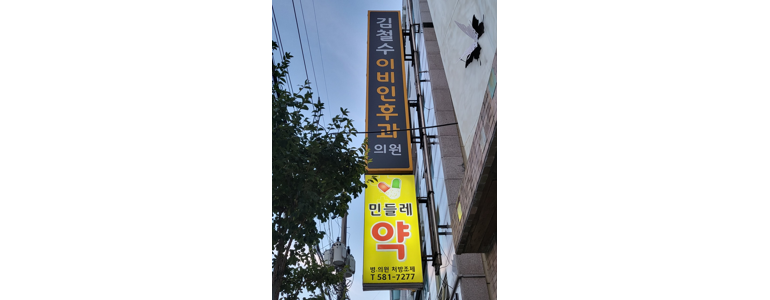 김철수이비인후과
의원
민들레
약
병.의원 처방조제
T 581-7277